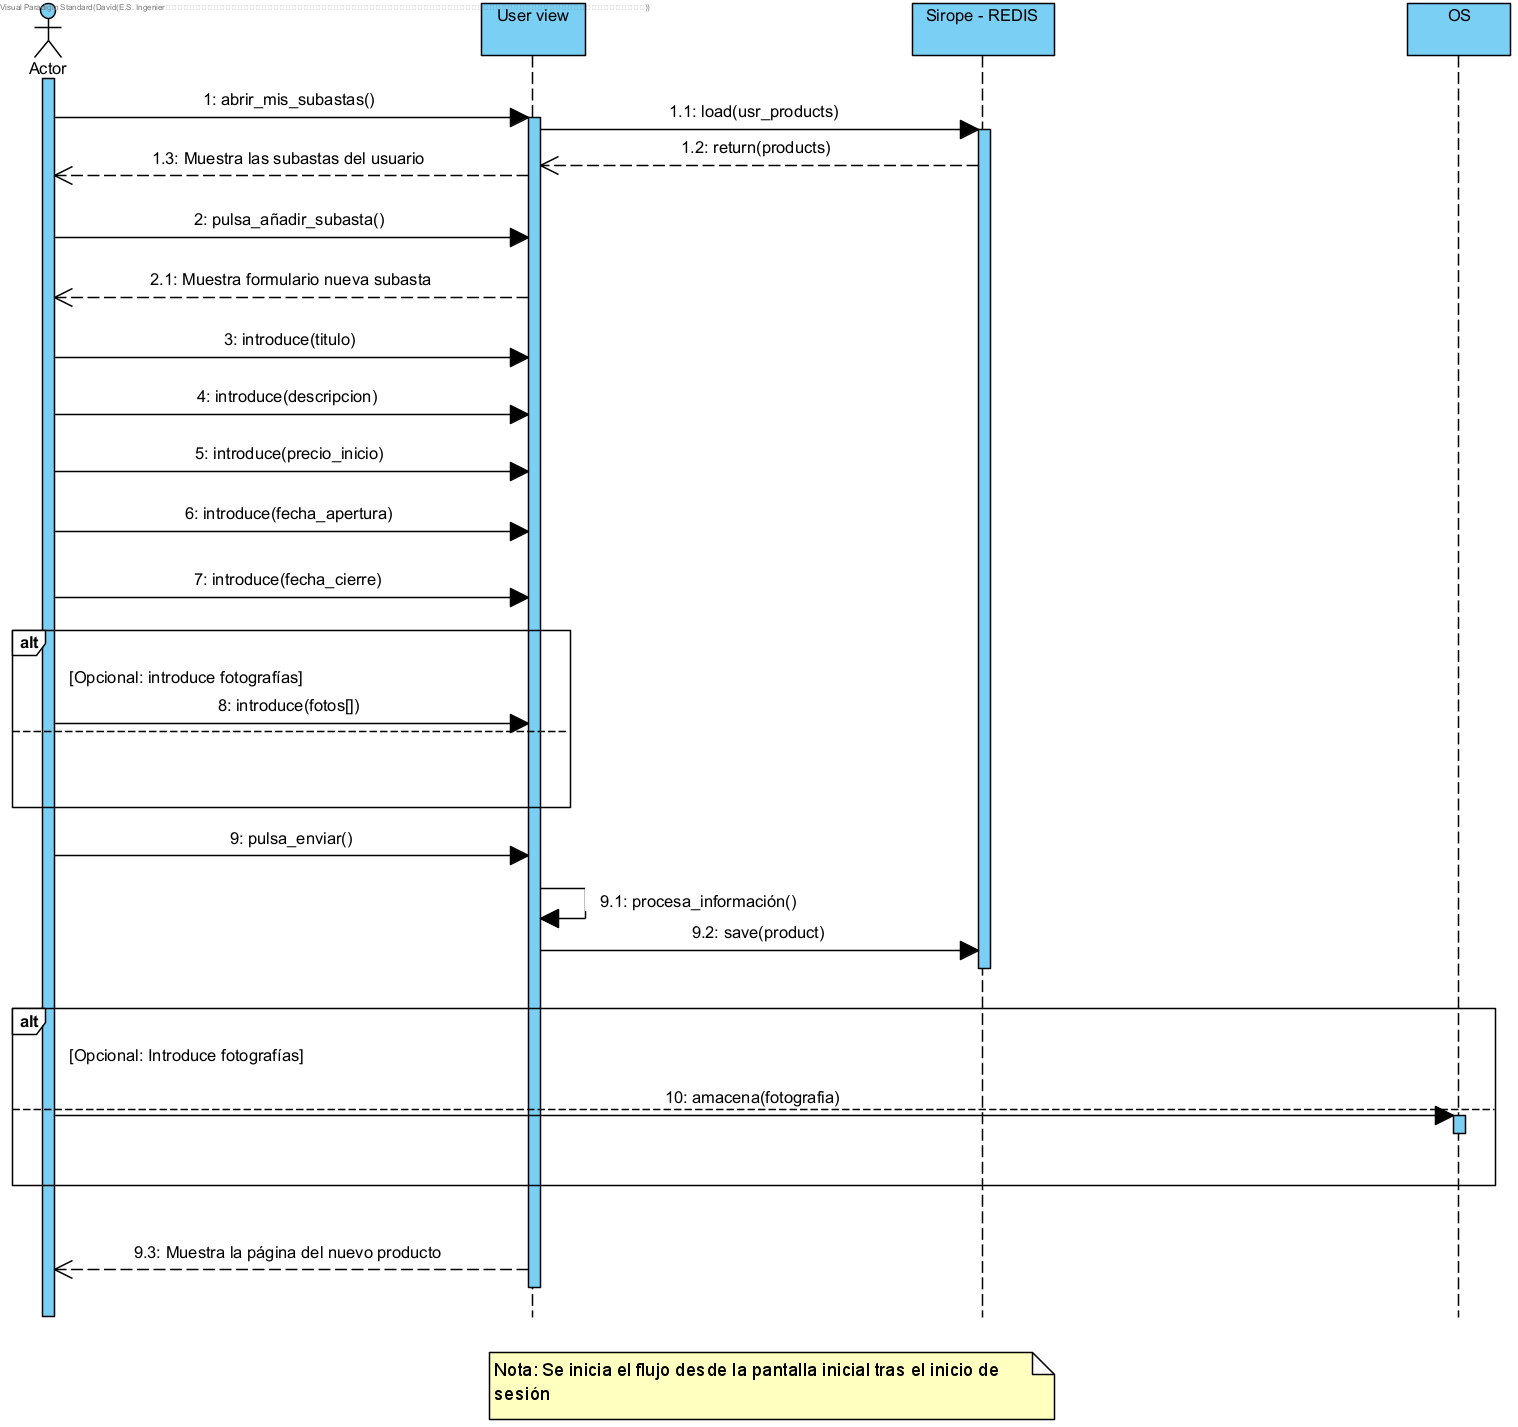 Visual Paradigm Standard(David(E.S. Ingenier
Actor
User view
Sirope - REDIS
OS
1: abrir_mis_subastas()
1.1: load(usr_products)
1.2: return(products)
1.3: Muestra las subastas del usuario
2: pulsa_añadir_subasta()
2.1: Muestra formulario nueva subasta
3: introduce(titulo)
4: introduce(descripcion)
5: introduce(precio_inicio)
6: introduce(fecha_apertura)
7: introduce(fecha_cierre)
alt
[Opcional: introduce fotografías]
8: introduce(fotos[])
9: pulsa_enviar()
9.1: procesa_información()
9.2: save(product)
alt
[Opcional: Introduce fotografías]
10: amacena(fotografia)
9.3: Muestra la página del nuevo producto
Nota: Se inicia el flujo desde la pantalla inicial tras el inicio de
sesión